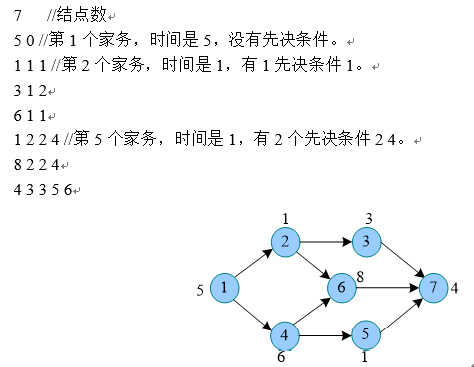 7 //结点数
5 0 //第 1 个家务，时间是 5，没有先决条件。
1 1 1 //第 2 个家务，时间是 1，有 1 先决条件 1。
3 1 2
6 1 1
1 2 2 4 //第 5 个家务，时间是 1，有 2 个先决条件 2 4。
8 2 2 4
4 3 3 5 6
1 3
2 3
5 1 6 8 7 4
4 5
6 1